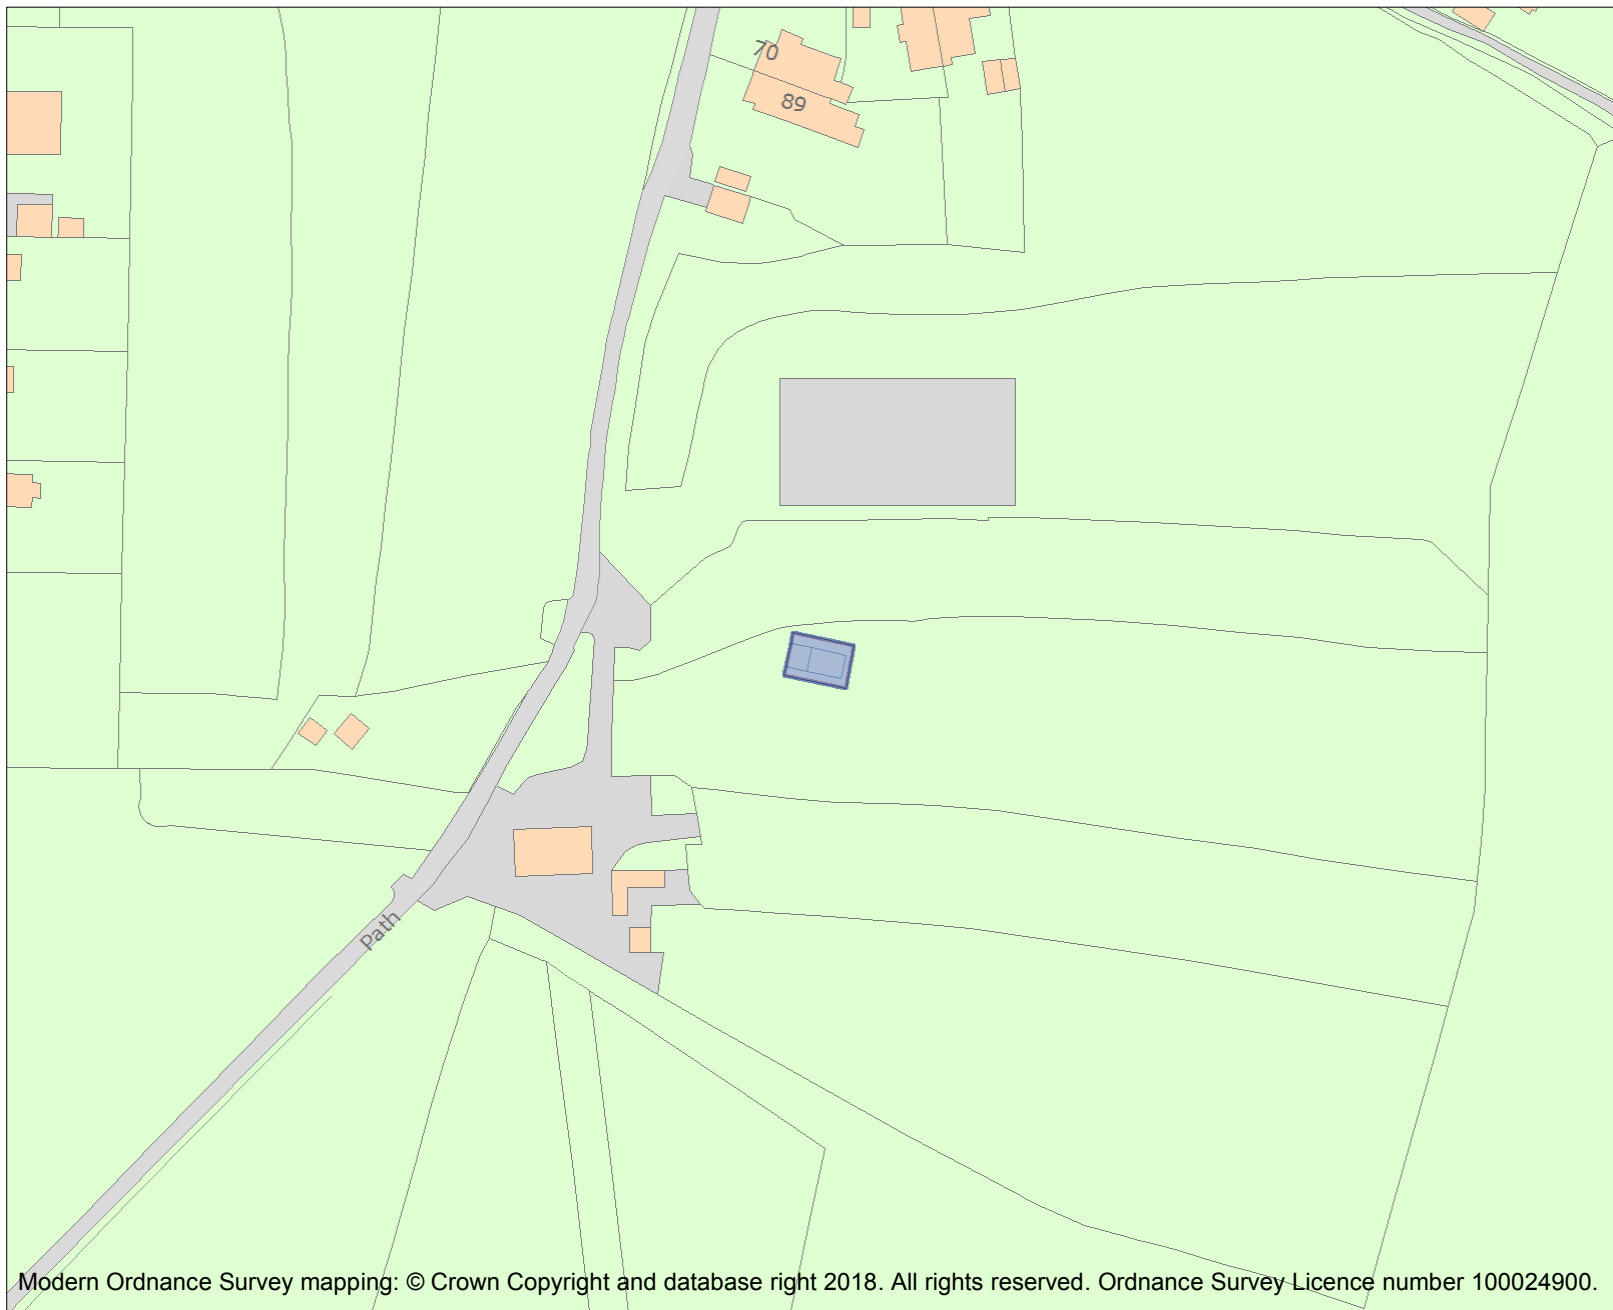 70
89
Path
Modern Ordnance Survey mapping: © Crown Copyright and database right 2018. All rights reserved. Ordnance Survey Licence number 100024900.